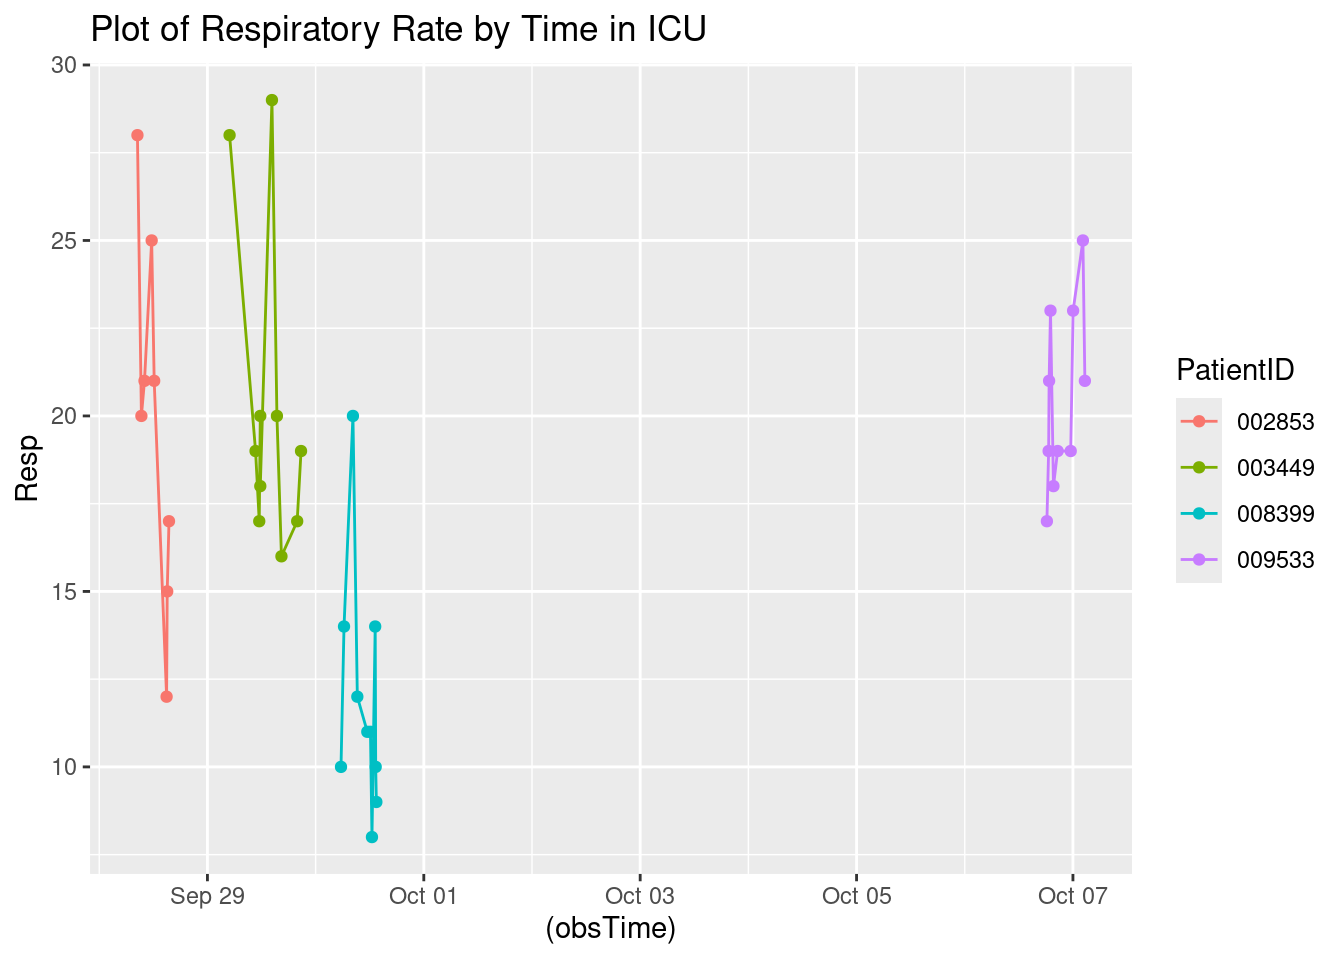 Plot of Respiratory Rate by Time in ICU
30
25
20
15
10
Resp
Sep 29
Oct 01
Oct 03
Oct 05
Oct 07
(obsTime)
PatientID
002853
003449
008399
009533